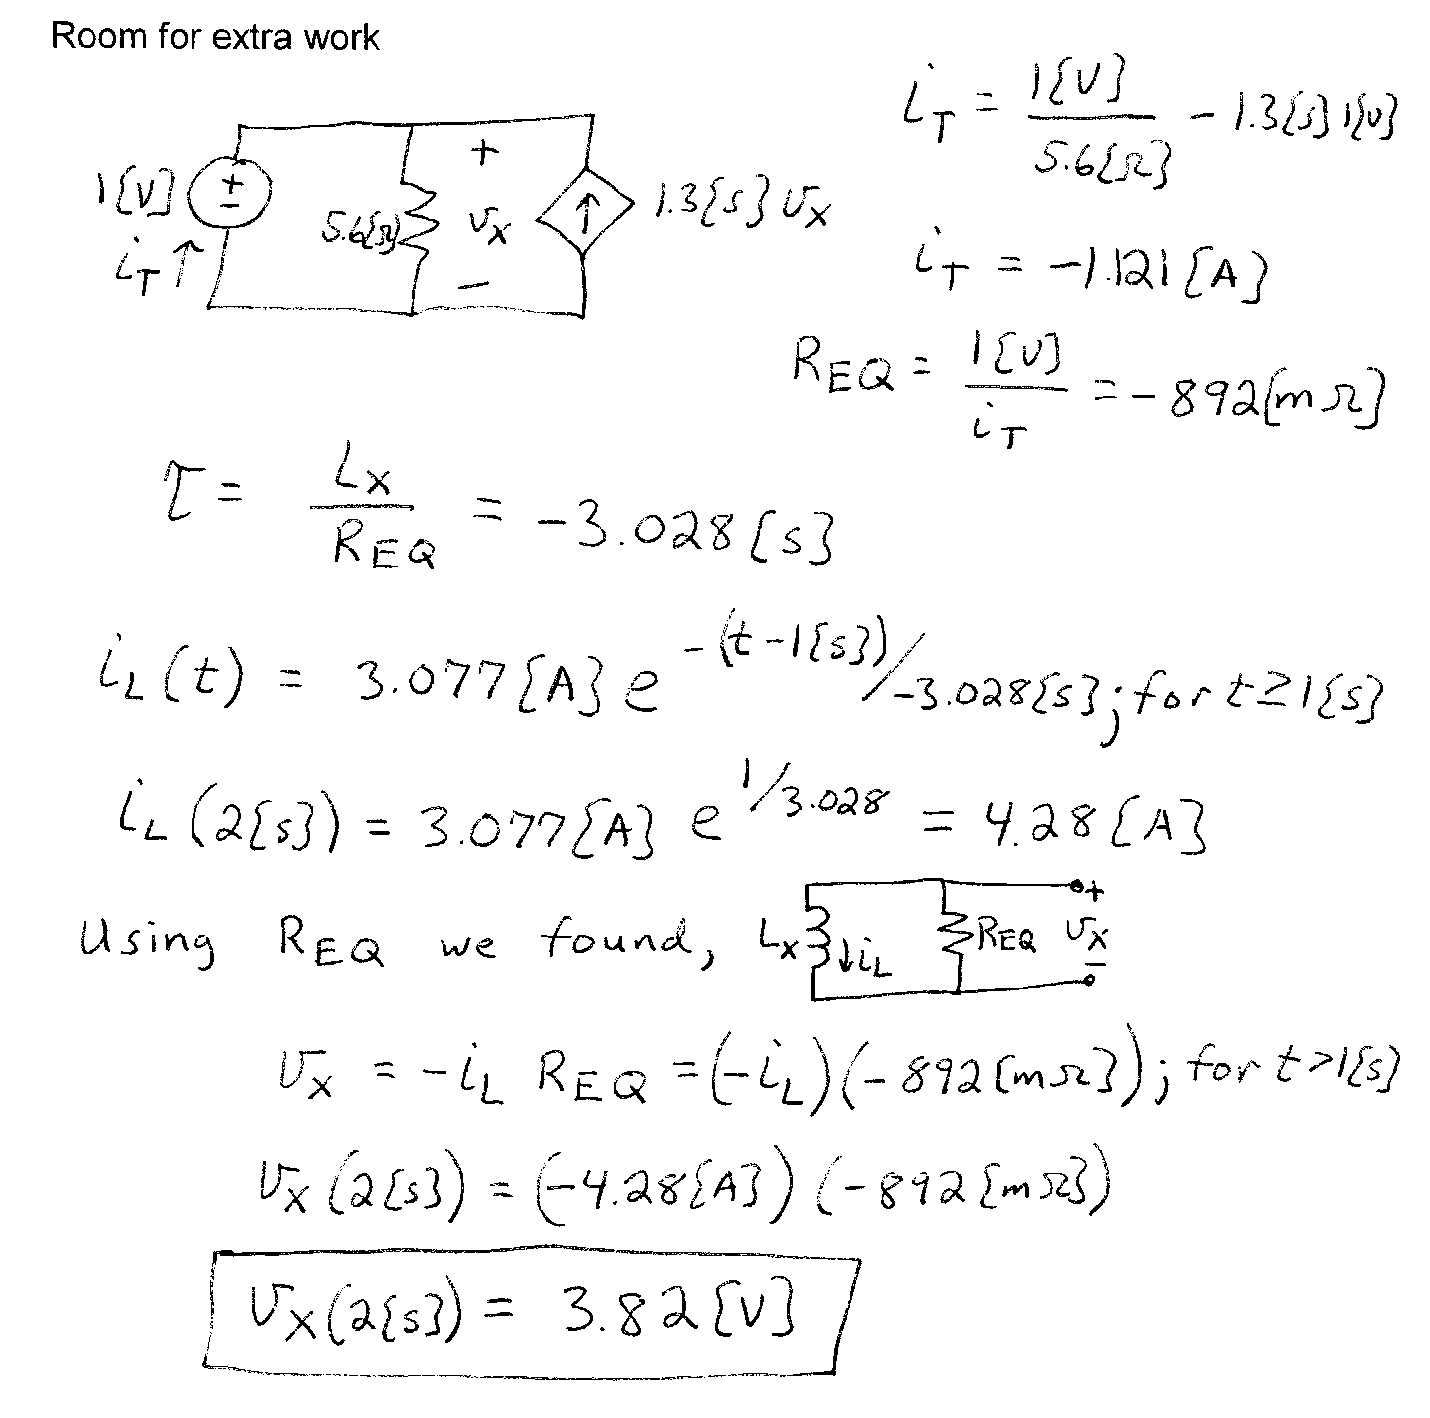 Room for extra work
1[V]
i_T ↑
5.6[Ω]
+
v_X
−
1.3[S] v_X
i_T = 1[V] / 5.6[Ω] − 1.3[S] 1[V]
i_T = −1.121 [A]
R_EQ = 1[V] / i_T = −892[mΩ]
τ = L_X / R_EQ = −3.028 [s]
i_L(t) = 3.077[A] e^{−(t−1[s])/−3.028[s]}; for t ≥ 1[s]
i_L(2[s]) = 3.077[A] e^{1/3.028} = 4.28 [A]
Using R_EQ we found,
L_X ↓i_L R_EQ + v_X −
v_X = −i_L R_EQ = (−i_L)(−892[mΩ]); for t > 1[s]
v_X(2[s]) = (−4.28[A]) (−892[mΩ])
v_X(2[s]) = 3.82 [V]